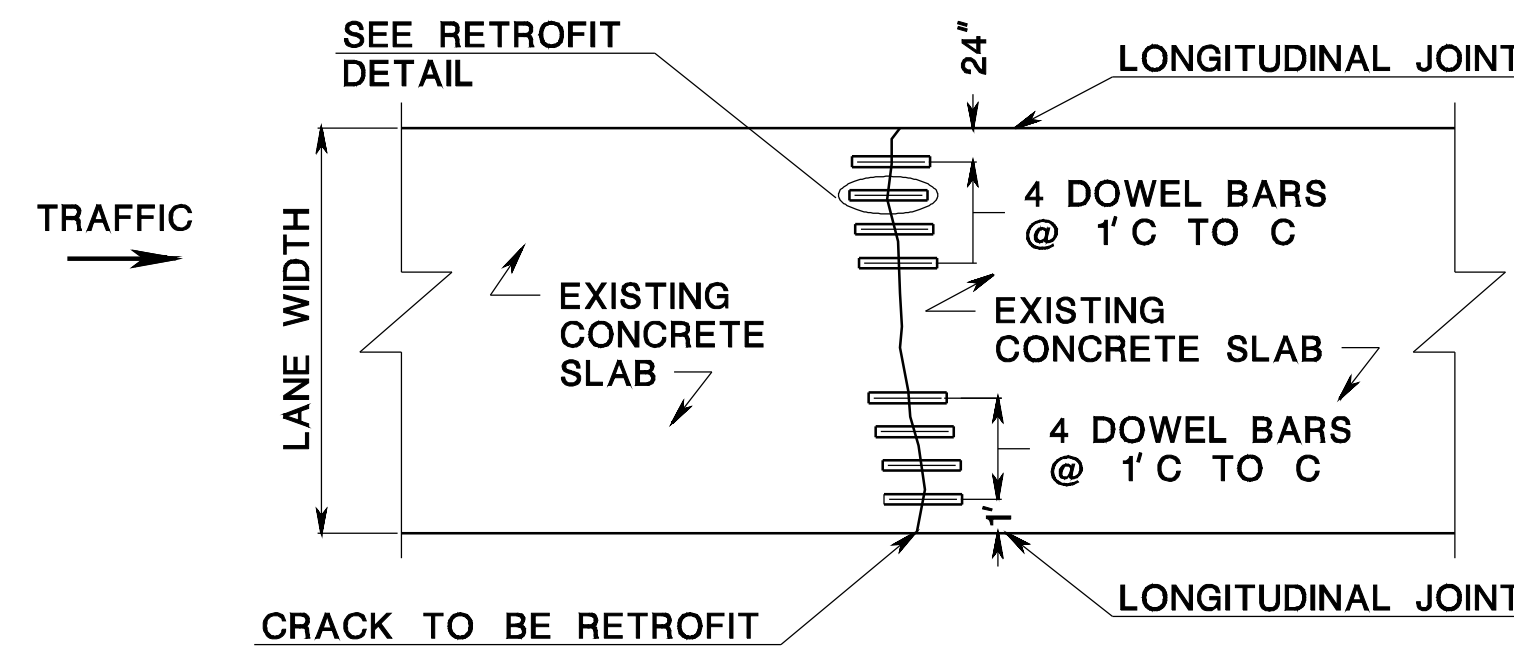 SEE RETROFIT
DETAIL
24"
LONGITUDINAL JOINT
TRAFFIC
LANE WIDTH
4 DOWEL BARS
@ 1' C TO C
EXISTING
CONCRETE
SLAB
EXISTING
CONCRETE SLAB
4 DOWEL BARS
@ 1' C TO C
1'
LONGITUDINAL JOINT
CRACK TO BE RETROFIT